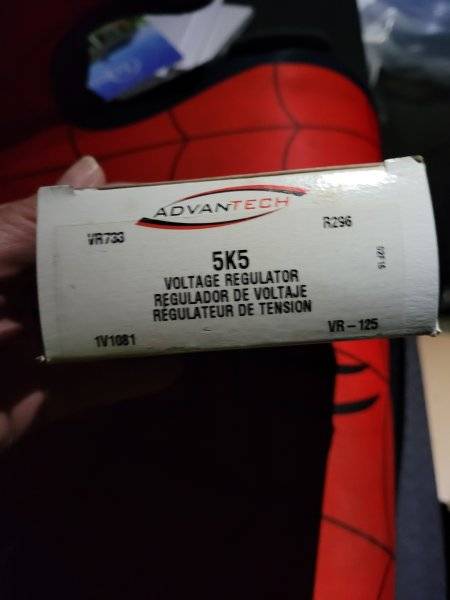 ADVANTECH
VR733
R296
5K5
VOLTAGE REGULATOR
REGULADOR DE VOLTAJE
RÉGULATEUR DE TENSION
1V1081
VR-125